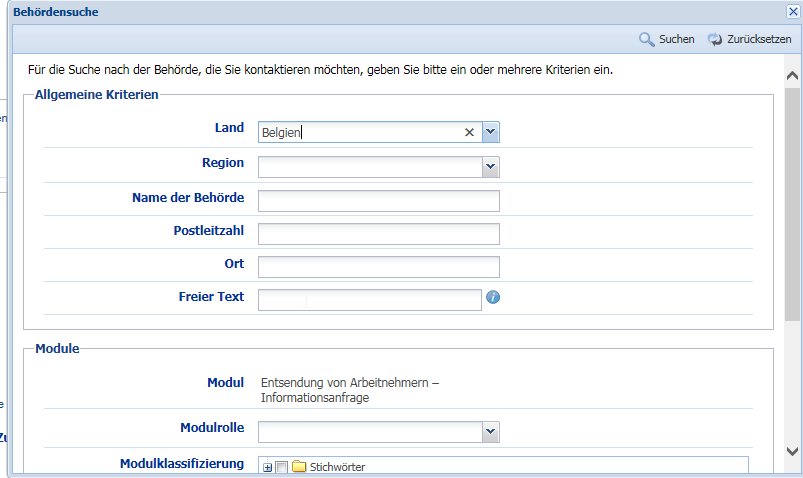 Behördensuche
Suchen Zurücksetzen
Für die Suche nach der Behörde, die Sie kontaktieren möchten, geben Sie bitte ein oder mehrere Kriterien ein.
Allgemeine Kriterien
Land Belgien
Region
Name der Behörde
Postleitzahl
Ort
Freier Text
Module
Modul Entsendung von Arbeitnehmern –
Informationsanfrage
Modulrolle
Modulklassifizierung Stichwörter